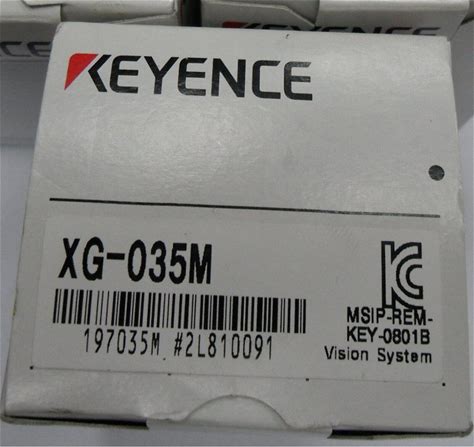 KEYENCE
XG-035M
197035M #2L810091
MSIP-REM-
KEY-0801B
Vision System